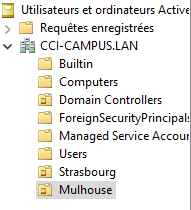 Utilisateurs et ordinateurs Active
Requêtes enregistrées
CCI-CAMPUS.LAN
Builtin
Computers
Domain Controllers
ForeignSecurityPrincipals
Managed Service Accour
Users
Strasbourg
Mulhouse